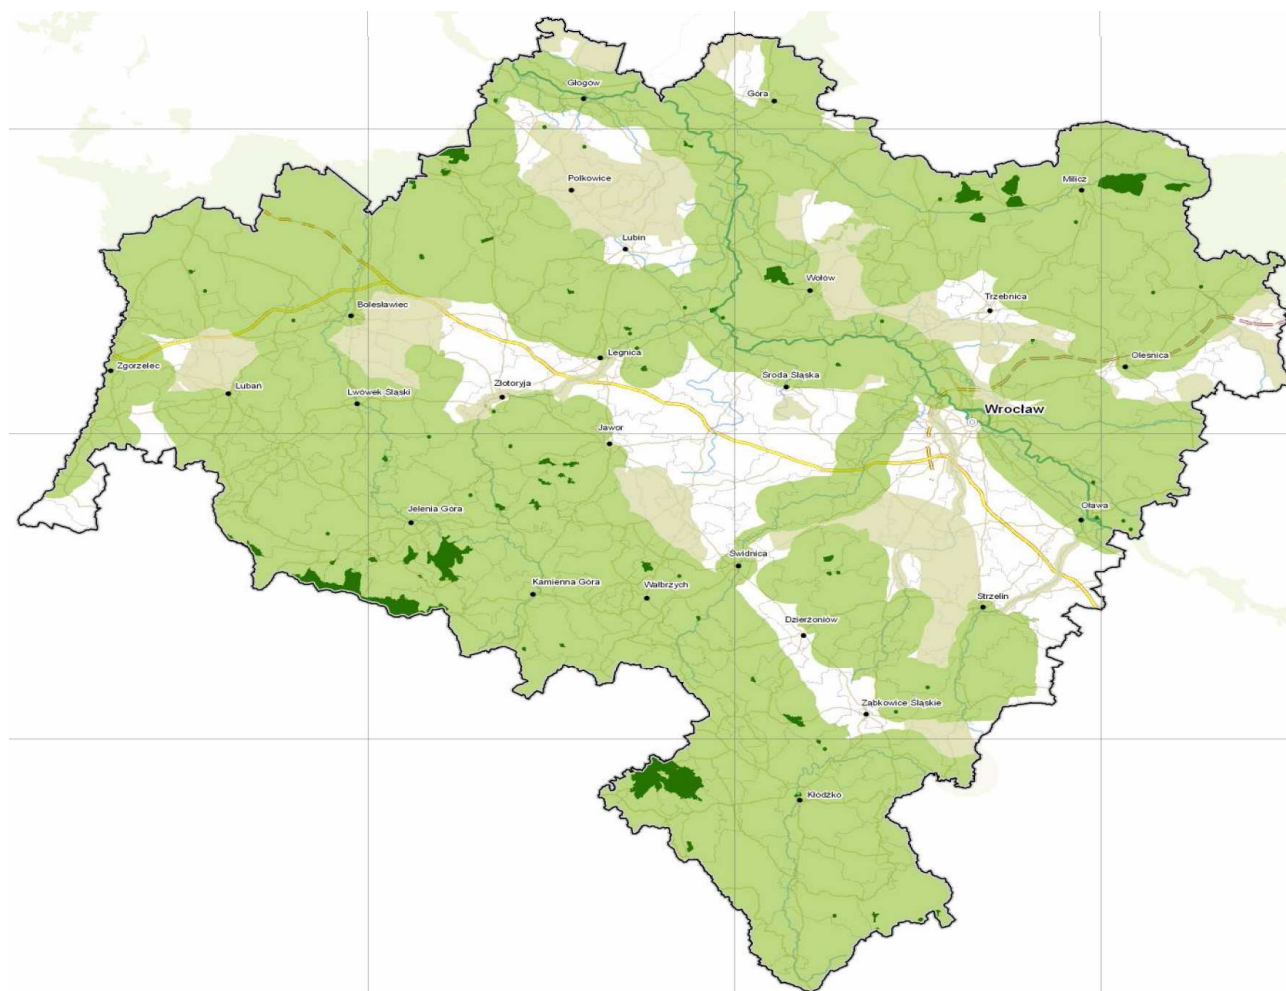 Głogów
Góra
Polkowice
Milicz
Lubin
Wołów
Trzebnica
Bolesławiec
Legnica
Oleśnica
Zgorzelec
Środa Śląska
Lubań
Lwówek Śląski
Złotoryja
Wrocław
Jawor
Jelenia Góra
Oława
Świdnica
Kamienna Góra
Wałbrzych
Strzelin
Dzierżoniów
Ząbkowice Śląskie
Kłodzko